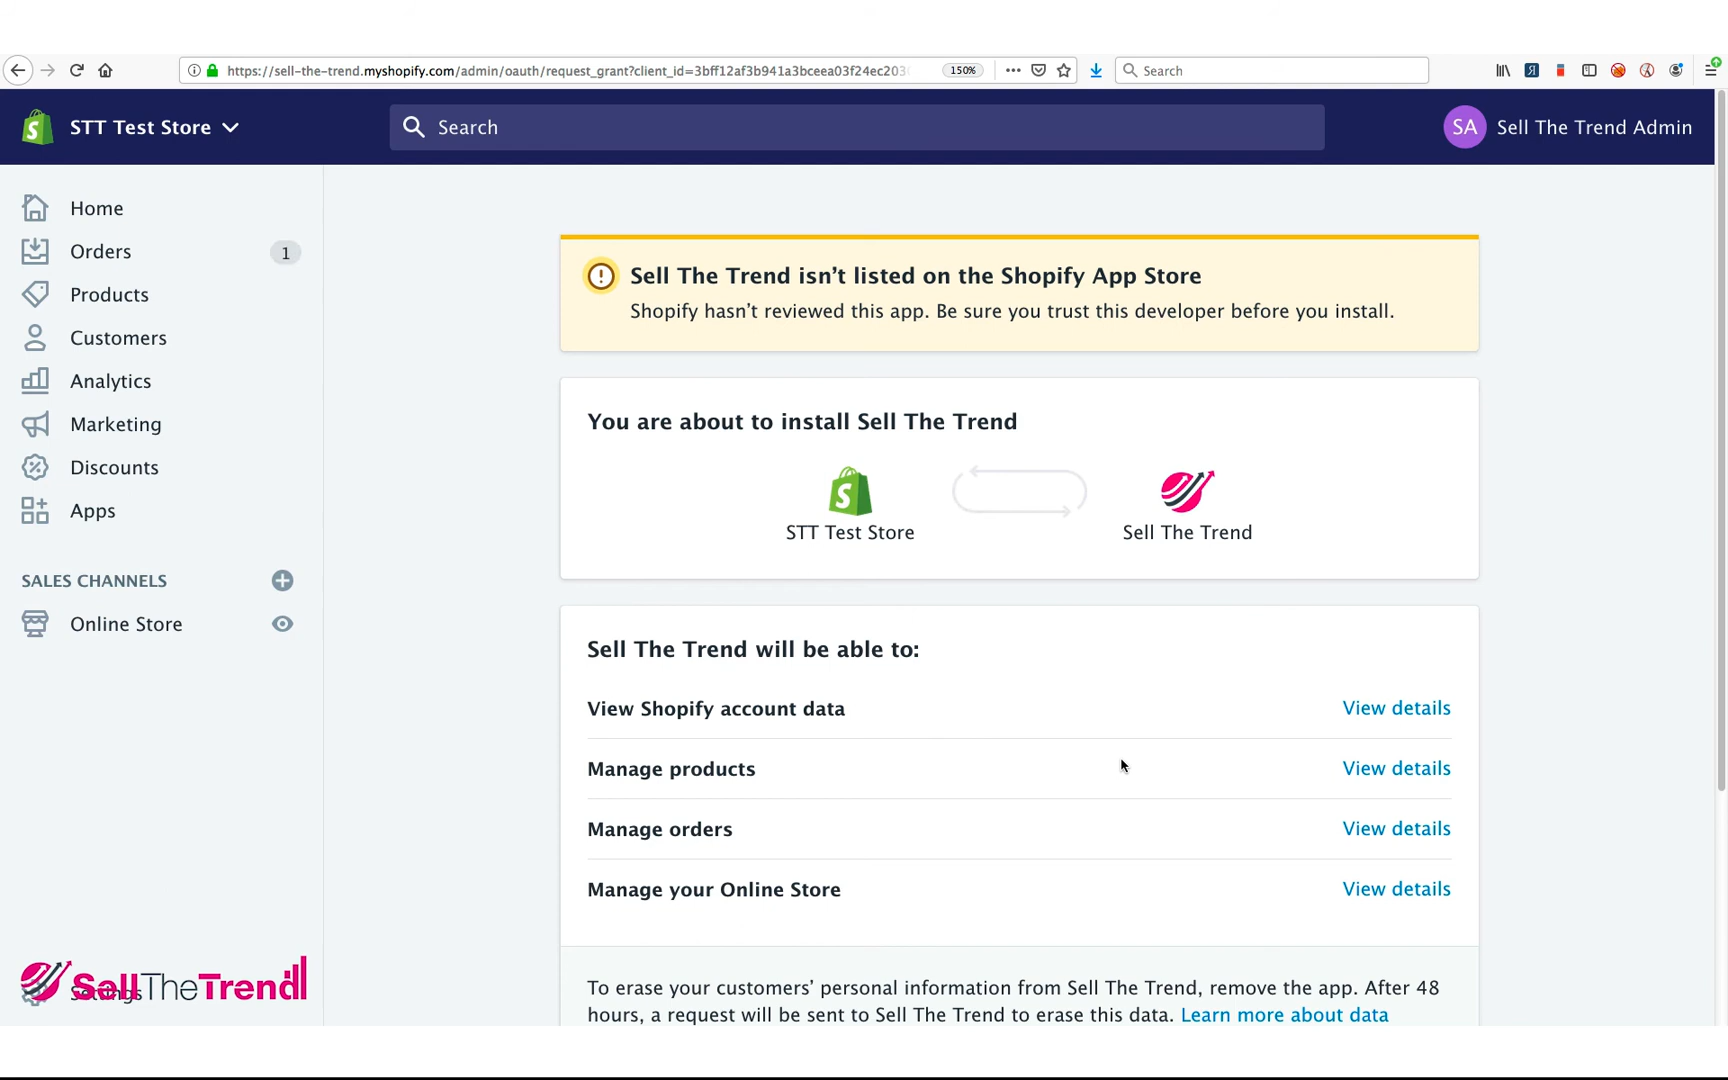 https://sell-the-trend.myshopify.com/admin/oauth/request_grant?client_id=3bff12af3b941a3bceea03f24ec203
150%
Search
STT Test Store
Search
SA
Sell The Trend Admin
Home
Orders
1
Products
Customers
Analytics
Marketing
Discounts
Apps
SALES CHANNELS
Online Store
Settings
SellTheTrend
Sell The Trend isn’t listed on the Shopify App Store
Shopify hasn’t reviewed this app. Be sure you trust this developer before you install.
You are about to install Sell The Trend
STT Test Store
Sell The Trend
Sell The Trend will be able to:
View Shopify account data
View details
Manage products
View details
Manage orders
View details
Manage your Online Store
View details
To erase your customers’ personal information from Sell The Trend, remove the app. After 48
hours, a request will be sent to Sell The Trend to erase this data. Learn more about data